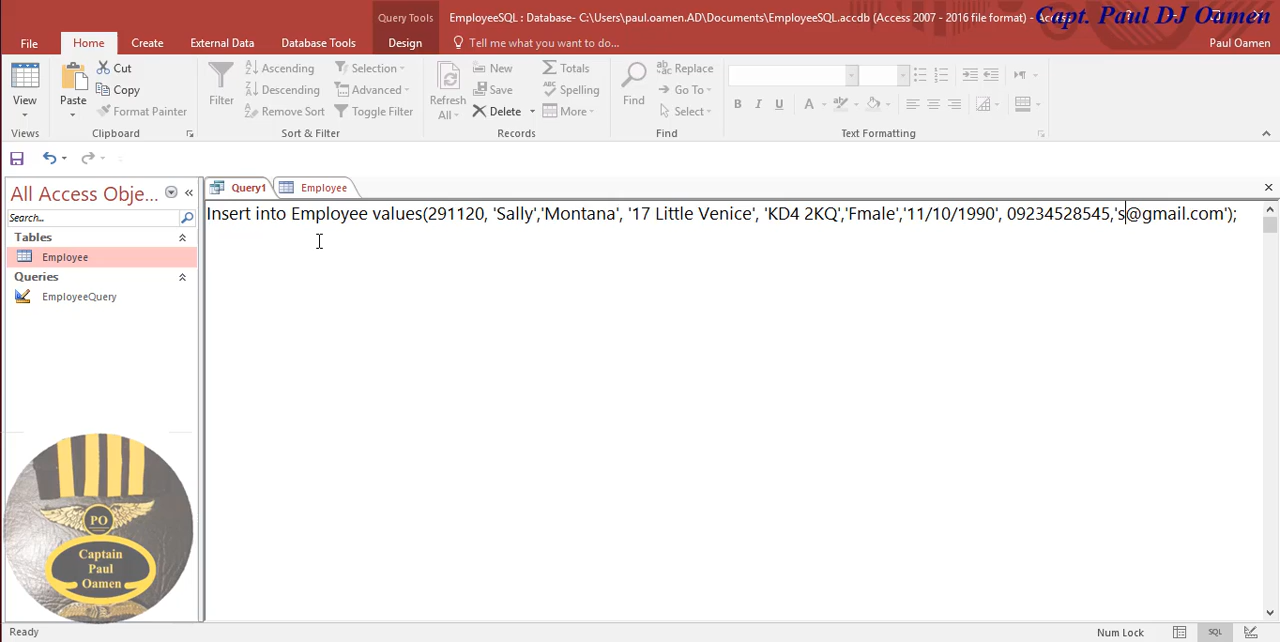 Query Tools
EmployeeSQL : Database- C:\Users\paul.oamen.AD\Documents\EmployeeSQL.accdb (Access 2007 - 2016 file format) - Access
Capt. Paul DJ Oamen
File
Home
Create
External Data
Database Tools
Design
Tell me what you want to do...
Paul Oamen
View
Views
Paste
Cut
Copy
Format Painter
Clipboard
Filter
Ascending
Descending
Remove Sort
Selection
Advanced
Toggle Filter
Sort & Filter
Refresh All
New
Save
Delete
Totals
Spelling
More
Records
Find
Replace
Go To
Select
Find
B I U A ab
Text Formatting
All Access Obje...
Search...
Tables
Employee
Queries
EmployeeQuery
Query1
Employee
Insert into Employee values(291120, 'Sally','Montana', '17 Little Venice', 'KD4 2KQ','Fmale','11/10/1990', 09234528545,'s@gmail.com');
PO
Captain
Paul
Oamen
Ready
Num Lock
SQL